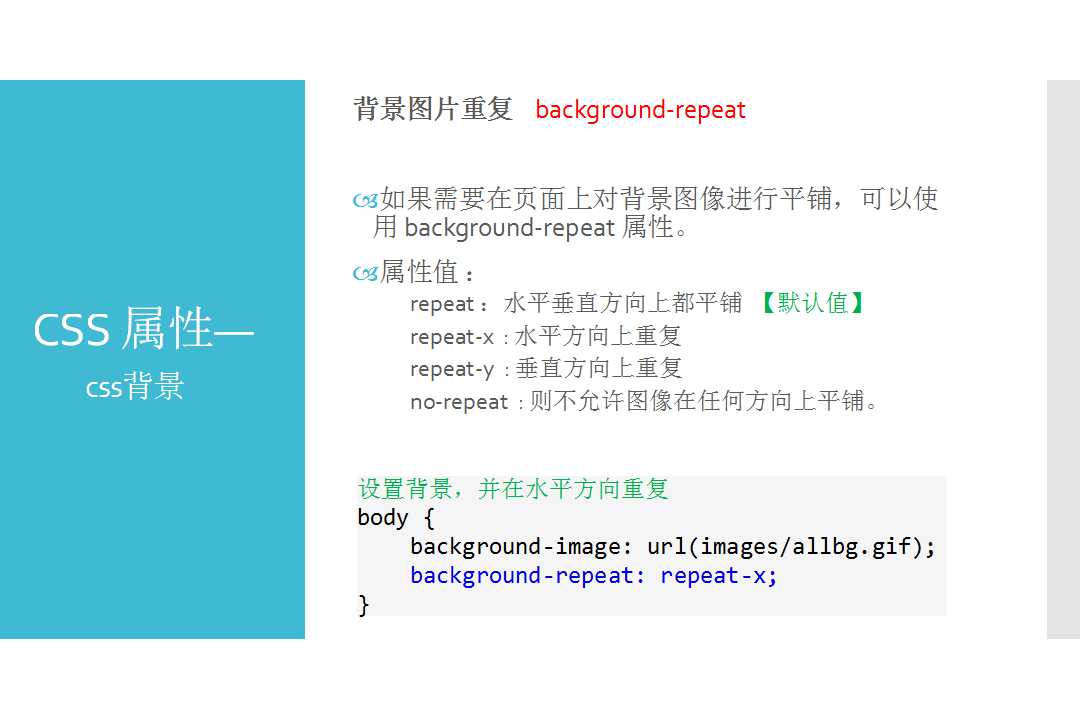 CSS 属性—
css背景
背景图片重复 background-repeat
如果需要在页面上对背景图像进行平铺，可以使
用 background-repeat 属性。
属性值：
repeat： 水平垂直方向上都平铺 【默认值】
repeat-x ：水平方向上重复
repeat-y ：垂直方向上重复
no-repeat ：则不允许图像在任何方向上平铺。
设置背景，并在水平方向重复
body {
background-image: url(images/allbg.gif);
background-repeat: repeat-x;
}